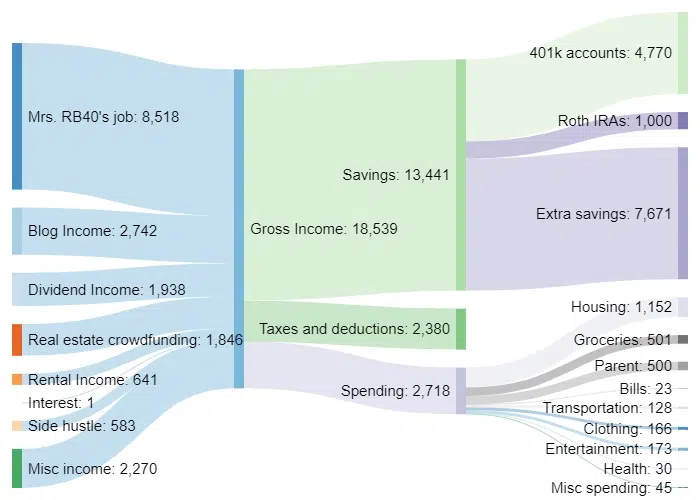 Mrs. RB40's job: 8,518
Blog Income: 2,742
Dividend Income: 1,938
Real estate crowdfunding: 1,846
Rental Income: 641
Interest: 1
Side hustle: 583
Misc income: 2,270
Gross Income: 18,539
Savings: 13,441
Taxes and deductions: 2,380
Spending: 2,718
401k accounts: 4,770
Roth IRAs: 1,000
Extra savings: 7,671
Housing: 1,152
Groceries: 501
Parent: 500
Bills: 23
Transportation: 128
Clothing: 166
Entertainment: 173
Health: 30
Misc spending: 45